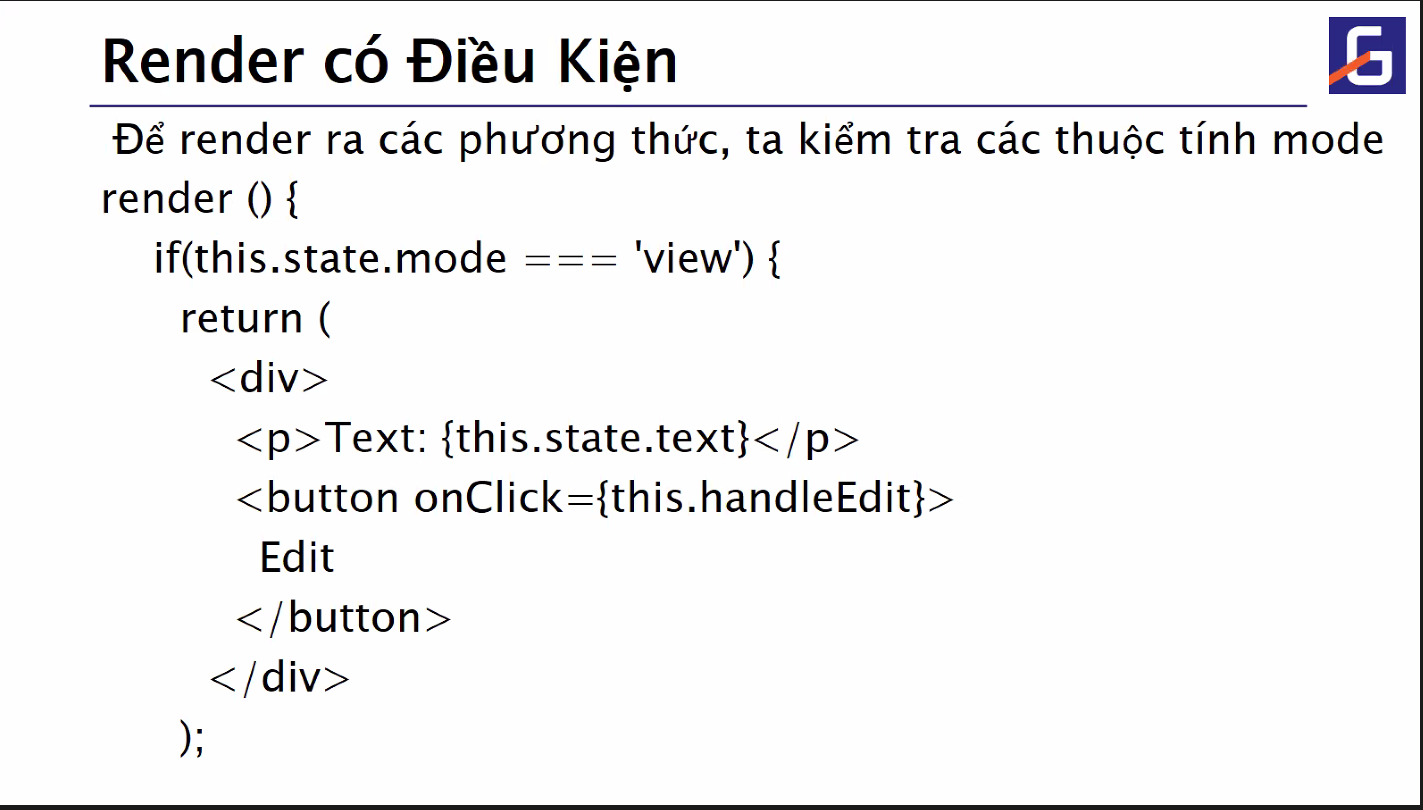 Render có Điều Kiện
Để render ra các phương thức, ta kiểm tra các thuộc tính mode
render () {
if(this.state.mode === 'view') {
return (
<div>
<p>Text: {this.state.text}</p>
<button onClick={this.handleEdit}>
Edit
</button>
</div>
);